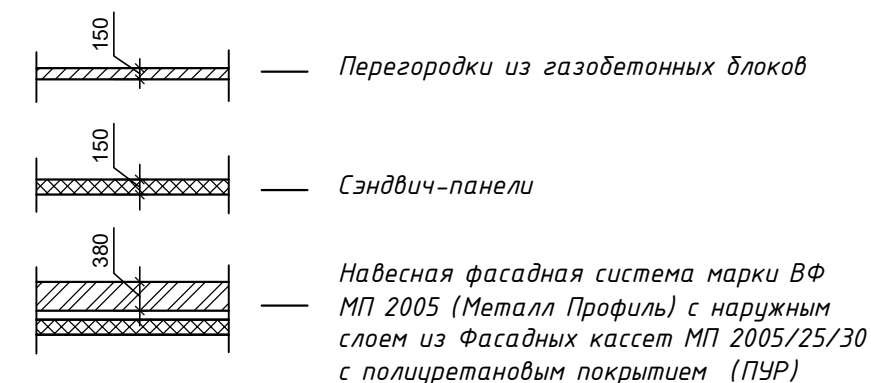 150
Перегородки из газобетонных блоков
150
Сэндвич-панели
380
Навесная фасадная система марки ВФ
МП 2005 (Металл Профиль) с наружным
слоем из Фасадных кассет МП 2005/25/30
с полиуретановым покрытием (ПУР)